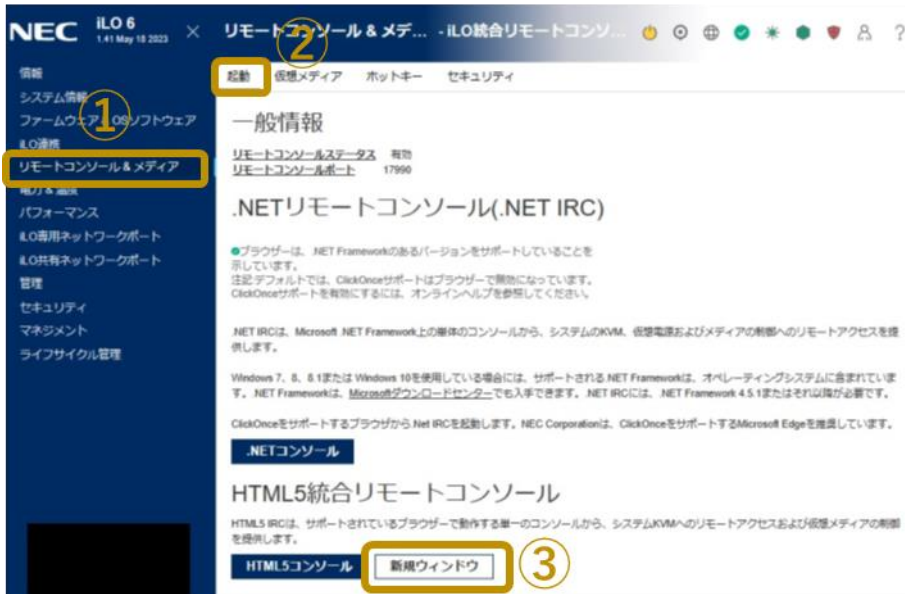 NEC
iLO 6
1.41 May 18 2023
×
リモートコンソール & メデ... - iLO統合リモートコンソ...
?
②
情報
システム情報
ファームウェア OSソフトウェア
①
iLO連携
リモートコンソール & メディア
電力 & 温度
パフォーマンス
iLO専用ネットワークポート
iLO共有ネットワークポート
管理
セキュリティ
マネジメント
ライフサイクル管理
起動 仮想メディア ホットキー セキュリティ
一般情報
リモートコンソールステータス 有効
リモートコンソールポート 17990
.NETリモートコンソール(.NET IRC)
ブラウザーは、.NET Frameworkのあるバージョンをサポートしていることを
示しています。
注記 デフォルトでは、ClickOnceサポートはブラウザーで無効になっています。
ClickOnceサポートを有効にするには、オンラインヘルプを参照してください。
.NET IRCは、Microsoft .NET Framework上の単体のコンソールから、システムのKVM、仮想電源およびメディアの制御へのリモートアクセスを提
供します。
Windows 7、8、8.1または Windows 10を使用している場合には、サポートされる.NET Frameworkは、オペレーティングシステムに含まれていま
す。.NET Frameworkは、Microsoftダウンロードセンターでも入手できます。.NET IRCには、.NET Framework 4.5.1またはそれ以降が必要です。
ClickOnceをサポートするブラウザから.Net IRCを起動します。NEC Corporationは、ClickOnceをサポートするMicrosoft Edgeを推奨しています。
.NETコンソール
HTML5統合リモートコンソール
HTML5 IRCは、サポートされているブラウザーで動作する単一のコンソールから、システムKVMへのリモートアクセスおよび仮想メディアの制御
を提供します。
HTML5コンソール 新規ウィンドウ ③